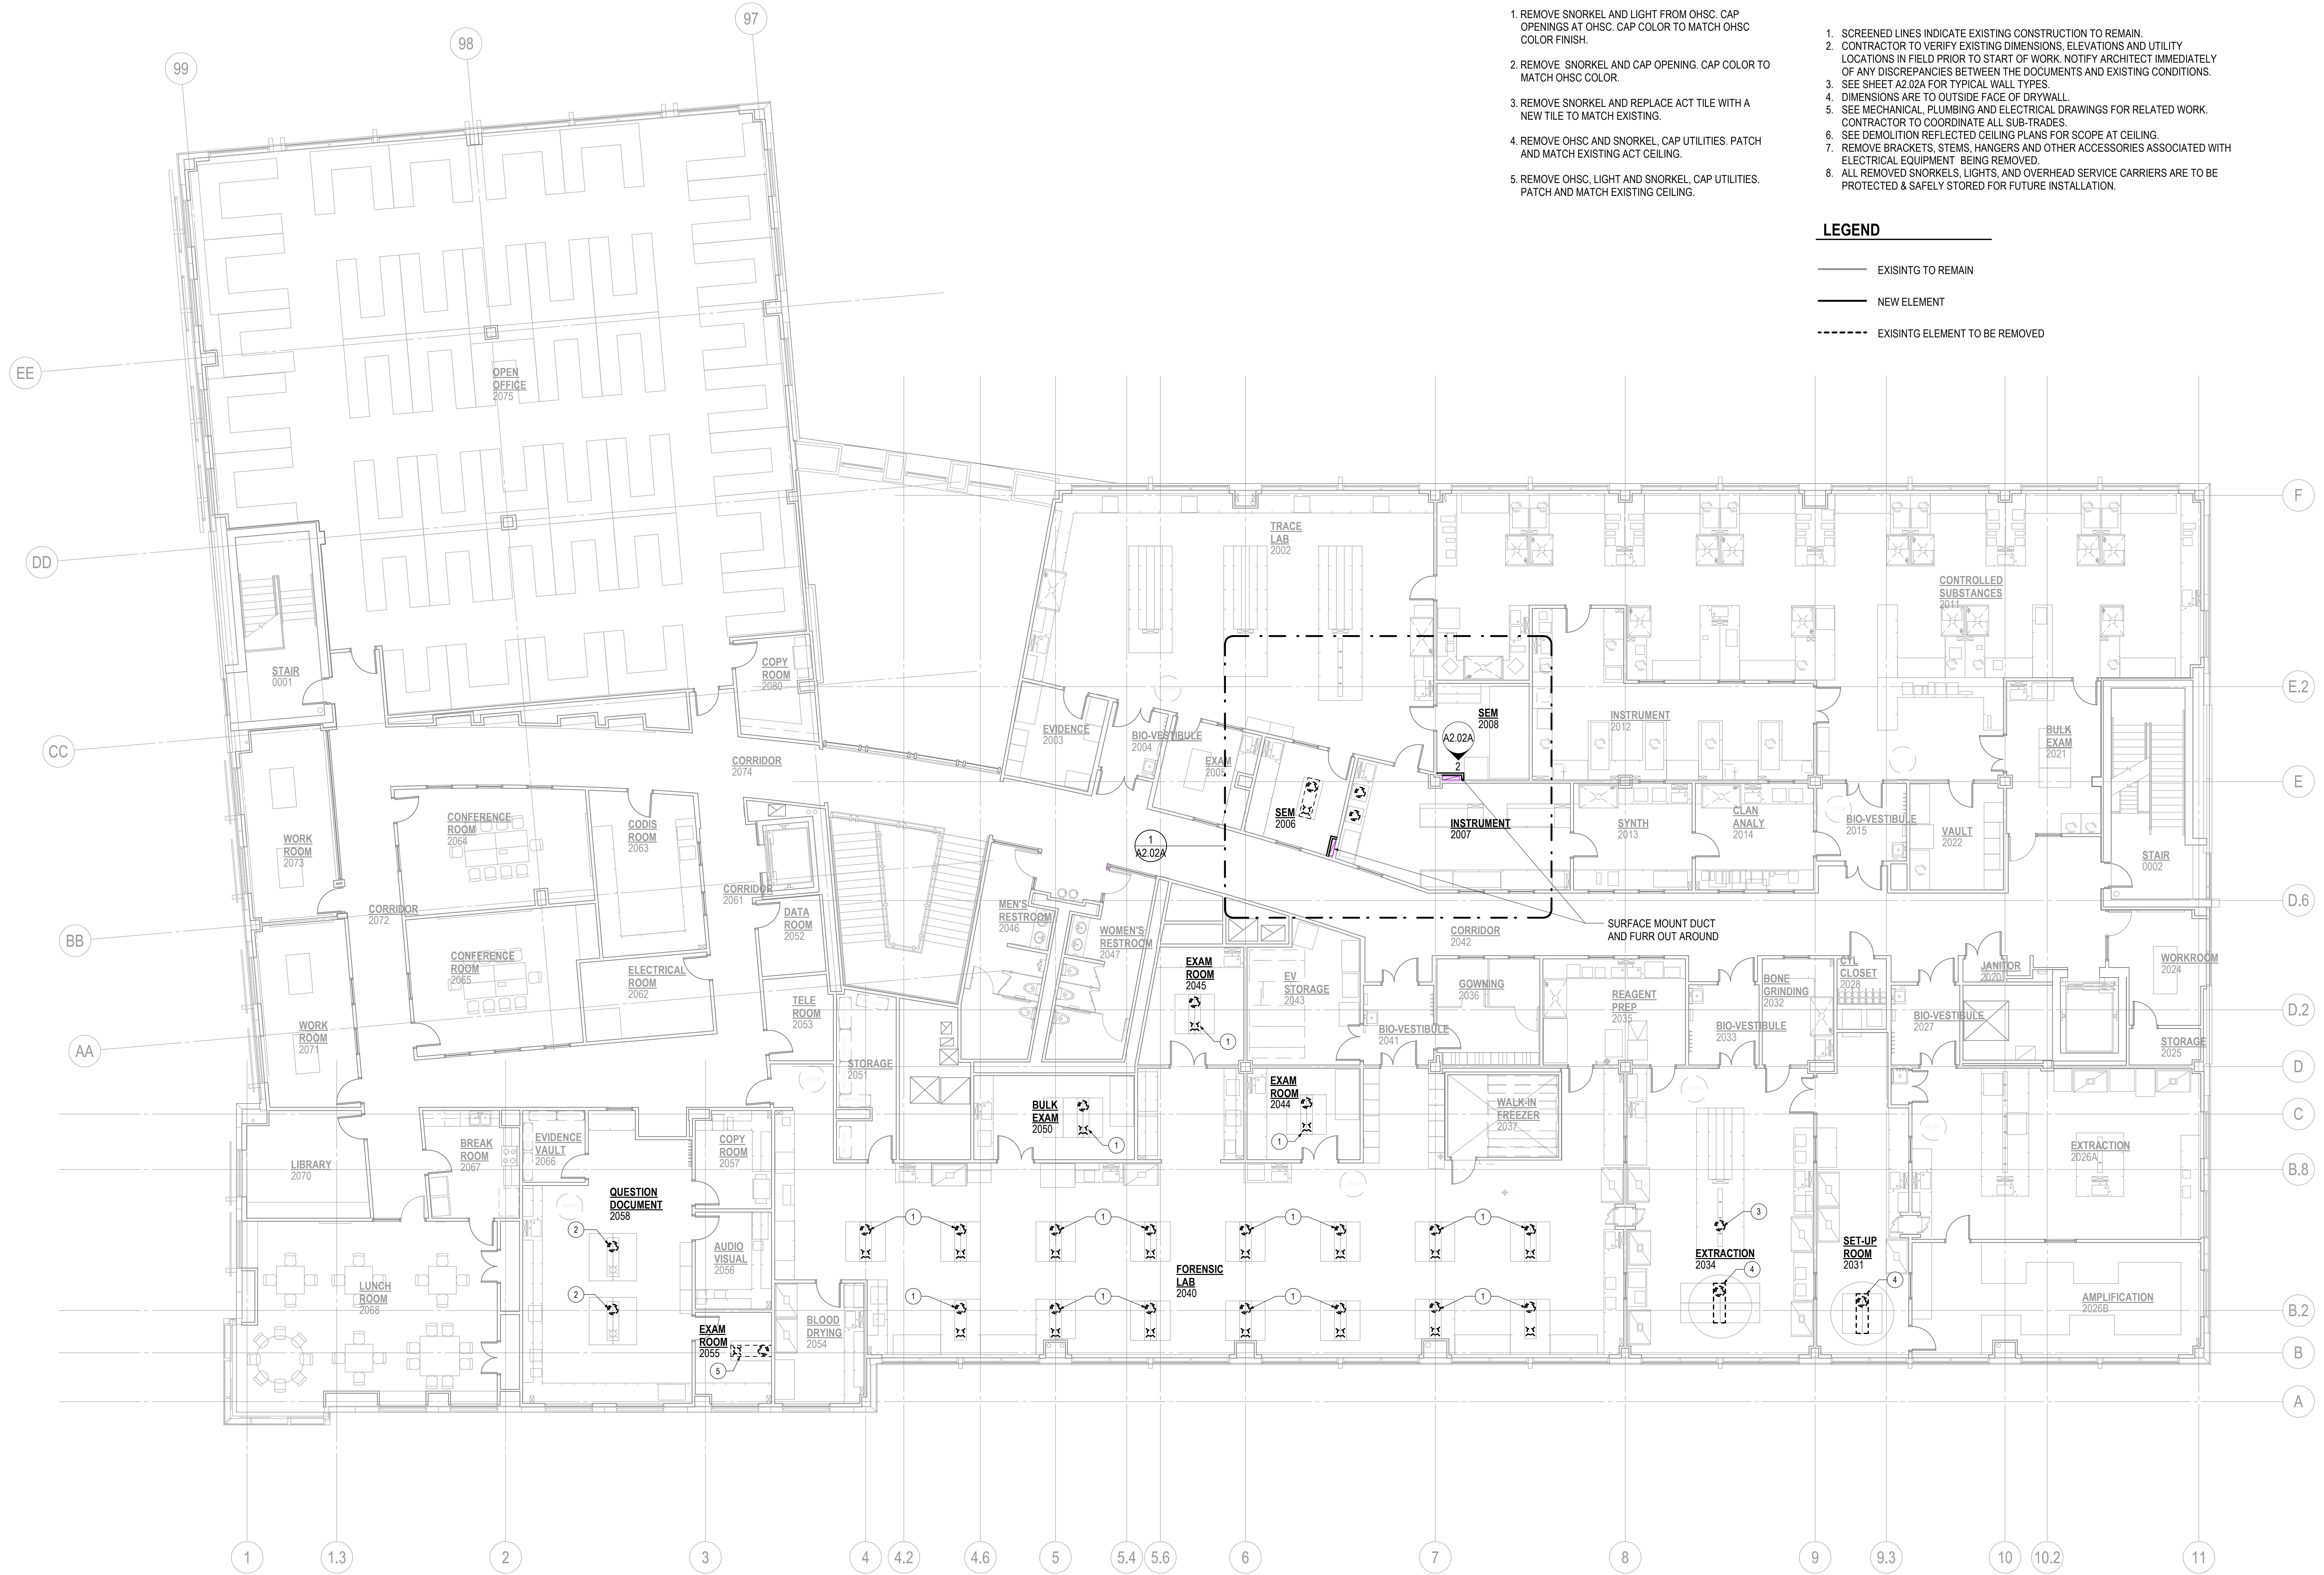 1. REMOVE SNORKEL AND LIGHT FROM OHSC. CAP
OPENINGS AT OHSC. CAP COLOR TO MATCH OHSC
COLOR FINISH.
2. REMOVE SNORKEL AND CAP OPENING. CAP COLOR TO
MATCH OHSC COLOR.
3. REMOVE SNORKEL AND REPLACE ACT TILE WITH A
NEW TILE TO MATCH EXISTING.
4. REMOVE OHSC AND SNORKEL, CAP UTILITIES. PATCH
AND MATCH EXISTING ACT CEILING.
5. REMOVE OHSC, LIGHT AND SNORKEL, CAP UTILITIES.
PATCH AND MATCH EXISTING CEILING.
1. SCREENED LINES INDICATE EXISTING CONSTRUCTION TO REMAIN.
2. CONTRACTOR TO VERIFY EXISTING DIMENSIONS, ELEVATIONS AND UTILITY
LOCATIONS IN FIELD PRIOR TO START OF WORK. NOTIFY ARCHITECT IMMEDIATELY
OF ANY DISCREPANCIES BETWEEN THE DOCUMENTS AND EXISTING CONDITIONS.
3. SEE SHEET A2.02A FOR TYPICAL WALL TYPES.
4. DIMENSIONS ARE TO OUTSIDE FACE OF DRYWALL.
5. SEE MECHANICAL, PLUMBING AND ELECTRICAL DRAWINGS FOR RELATED WORK.
CONTRACTOR TO COORDINATE ALL SUB-TRADES.
6. SEE DEMOLITION REFLECTED CEILING PLANS FOR SCOPE AT CEILING.
7. REMOVE BRACKETS, STEMS, HANGERS AND OTHER ACCESSORIES ASSOCIATED WITH
ELECTRICAL EQUIPMENT BEING REMOVED.
8. ALL REMOVED SNORKELS, LIGHTS, AND OVERHEAD SERVICE CARRIERS ARE TO BE
PROTECTED & SAFELY STORED FOR FUTURE INSTALLATION.
LEGEND
EXISINTG TO REMAIN
NEW ELEMENT
EXISINTG ELEMENT TO BE REMOVED
99
98
97
EE
DD
CC
BB
AA
F
E.2
E
D.6
D.2
D
C
B.8
B.2
B
A
OPEN
OFFICE
2075
STAIR
0001
COPY
ROOM
2080
WORK
ROOM
2073
CORRIDOR
2074
CONFERENCE
ROOM
2064
CODIS
ROOM
2063
CORRIDOR
2061
CORRIDOR
2072
CONFERENCE
ROOM
2065
ELECTRICAL
ROOM
2062
WORK
ROOM
2071
DATA
ROOM
2052
TELE
ROOM
2053
STORAGE
2051
MEN'S
RESTROOM
2046
WOMEN'S
RESTROOM
2047
TRACE
LAB
2002
EVIDENCE
2003
BIO-VESTIBULE
2004
EXAM
2005
SEM
2006
SEM
2008
A2.02A
2
1
A2.02A
INSTRUMENT
2007
CONTROLLED
SUBSTANCES
2011
INSTRUMENT
2012
SYNTH
2013
CLAN
ANALY
2014
BIO-VESTIBULE
2015
VAULT
2022
BULK
EXAM
2021
STAIR
0002
SURFACE MOUNT DUCT
AND FURR OUT AROUND
CORRIDOR
2042
EXAM
ROOM
2045
1
EV
STORAGE
2043
BIO-VESTIBULE
2041
GOWNING
2036
REAGENT
PREP
2035
BIO-VESTIBULE
2033
BONE
GRINDING
2032
CYL
CLOSET
2028
BIO-VESTIBULE
2027
JANITOR
2020
WORKROOM
2024
STORAGE
2025
BULK
EXAM
2050
1
EXAM
ROOM
2044
1
WALK-IN
FREEZER
2037
EXTRACTION
2026A
LIBRARY
2070
BREAK
ROOM
2067
EVIDENCE
VAULT
2066
COPY
ROOM
2057
QUESTION
DOCUMENT
2058
2
2
AUDIO
VISUAL
2056
LUNCH
ROOM
2068
EXAM
ROOM
2055
5
BLOOD
DRYING
2054
1
1
1
1
FORENSIC
LAB
2040
1
1
1
1
3
EXTRACTION
2034
4
SET-UP
ROOM
2031
4
AMPLIFICATION
2026B
1
1.3
2
3
4
4.2
4.6
5
5.4
5.6
6
7
8
9
9.3
10
10.2
11